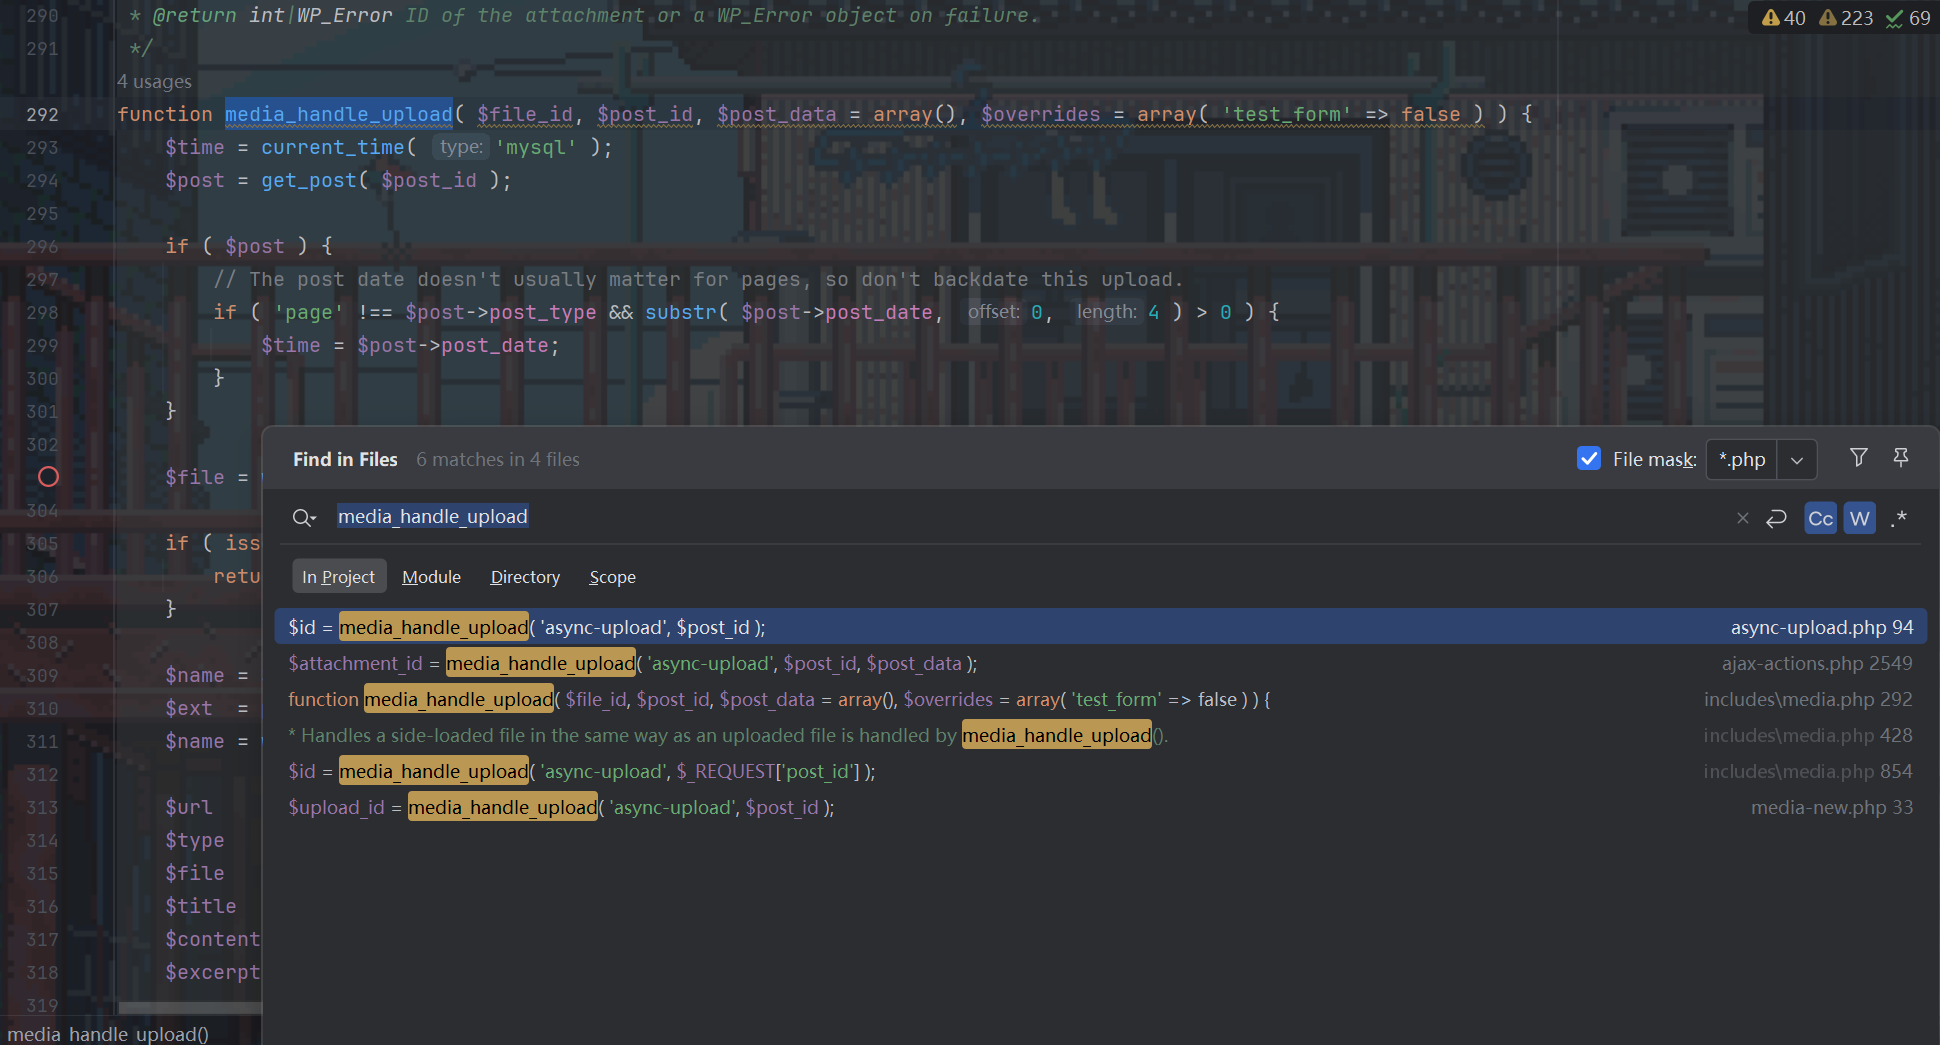 290 * @return int|WP_Error ID of the attachment or a WP_Error object on failure.
40 223 69
291 */
4 usages
292 function media_handle_upload( $file_id, $post_id, $post_data = array(), $overrides = array( 'test_form' => false ) ) {
293 $time = current_time( type: 'mysql' );
294 $post = get_post( $post_id );
295
296 if ( $post ) {
297 // The post date doesn't usually matter for pages, so don't backdate this upload.
298 if ( 'page' !== $post->post_type && substr( $post->post_date, offset: 0, length: 4 ) > 0 ) {
299 $time = $post->post_date;
300 }
301 }
302
$file =
304
305 if ( iss
306 retu
307 }
308
309 $name =
310 $ext =
311 $name =
312
313 $url
314 $type
315 $file
316 $title
317 $content
318 $excerpt
319
media_handle_upload()
Find in Files 6 matches in 4 files
File mask: *.php
media_handle_upload
Cc W .*
In Project Module Directory Scope
$id = media_handle_upload( 'async-upload', $post_id ); async-upload.php 94
$attachment_id = media_handle_upload( 'async-upload', $post_id, $post_data ); ajax-actions.php 2549
function media_handle_upload( $file_id, $post_id, $post_data = array(), $overrides = array( 'test_form' => false ) ) { includes\media.php 292
* Handles a side-loaded file in the same way as an uploaded file is handled by media_handle_upload(). includes\media.php 428
$id = media_handle_upload( 'async-upload', $_REQUEST['post_id'] ); includes\media.php 854
$upload_id = media_handle_upload( 'async-upload', $post_id ); media-new.php 33